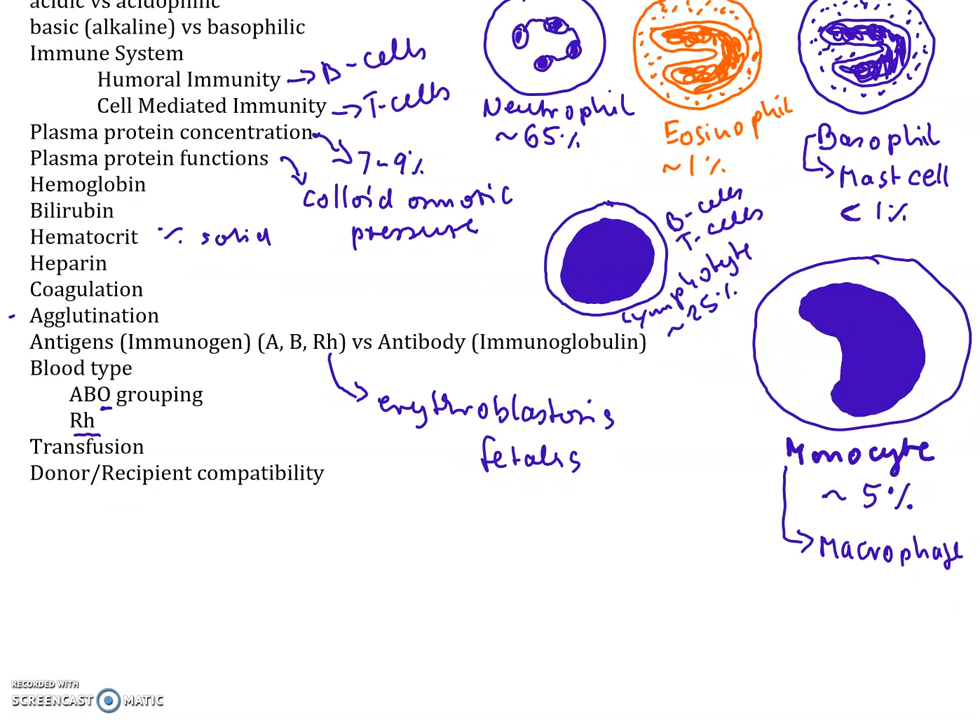 acidic vs acidophilic
basic (alkaline) vs basophilic
Immune System
Humoral Immunity → B-cells
Cell Mediated Immunity → T-cells
Plasma protein concentration → 7-9%
Plasma protein functions → colloid osmotic pressure
Hemoglobin
Bilirubin
Hematocrit % solid
Heparin
Coagulation
- Agglutination
Antigens (Immunogen) (A, B, Rh) vs Antibody (Immunoglobulin)
→ erythroblastosis
fetalis
Blood type
ABO grouping
Rh
Transfusion
Donor/Recipient compatibility
Neutrophil
~65%
Eosinophil
~1%
Basophil
→ Mast cell
< 1%
B-cells
T-cells
Lymphocyte
~25%
Monocyte
~ 5%
→ Macrophage
RECORDED WITH
SCREENCAST MATIC